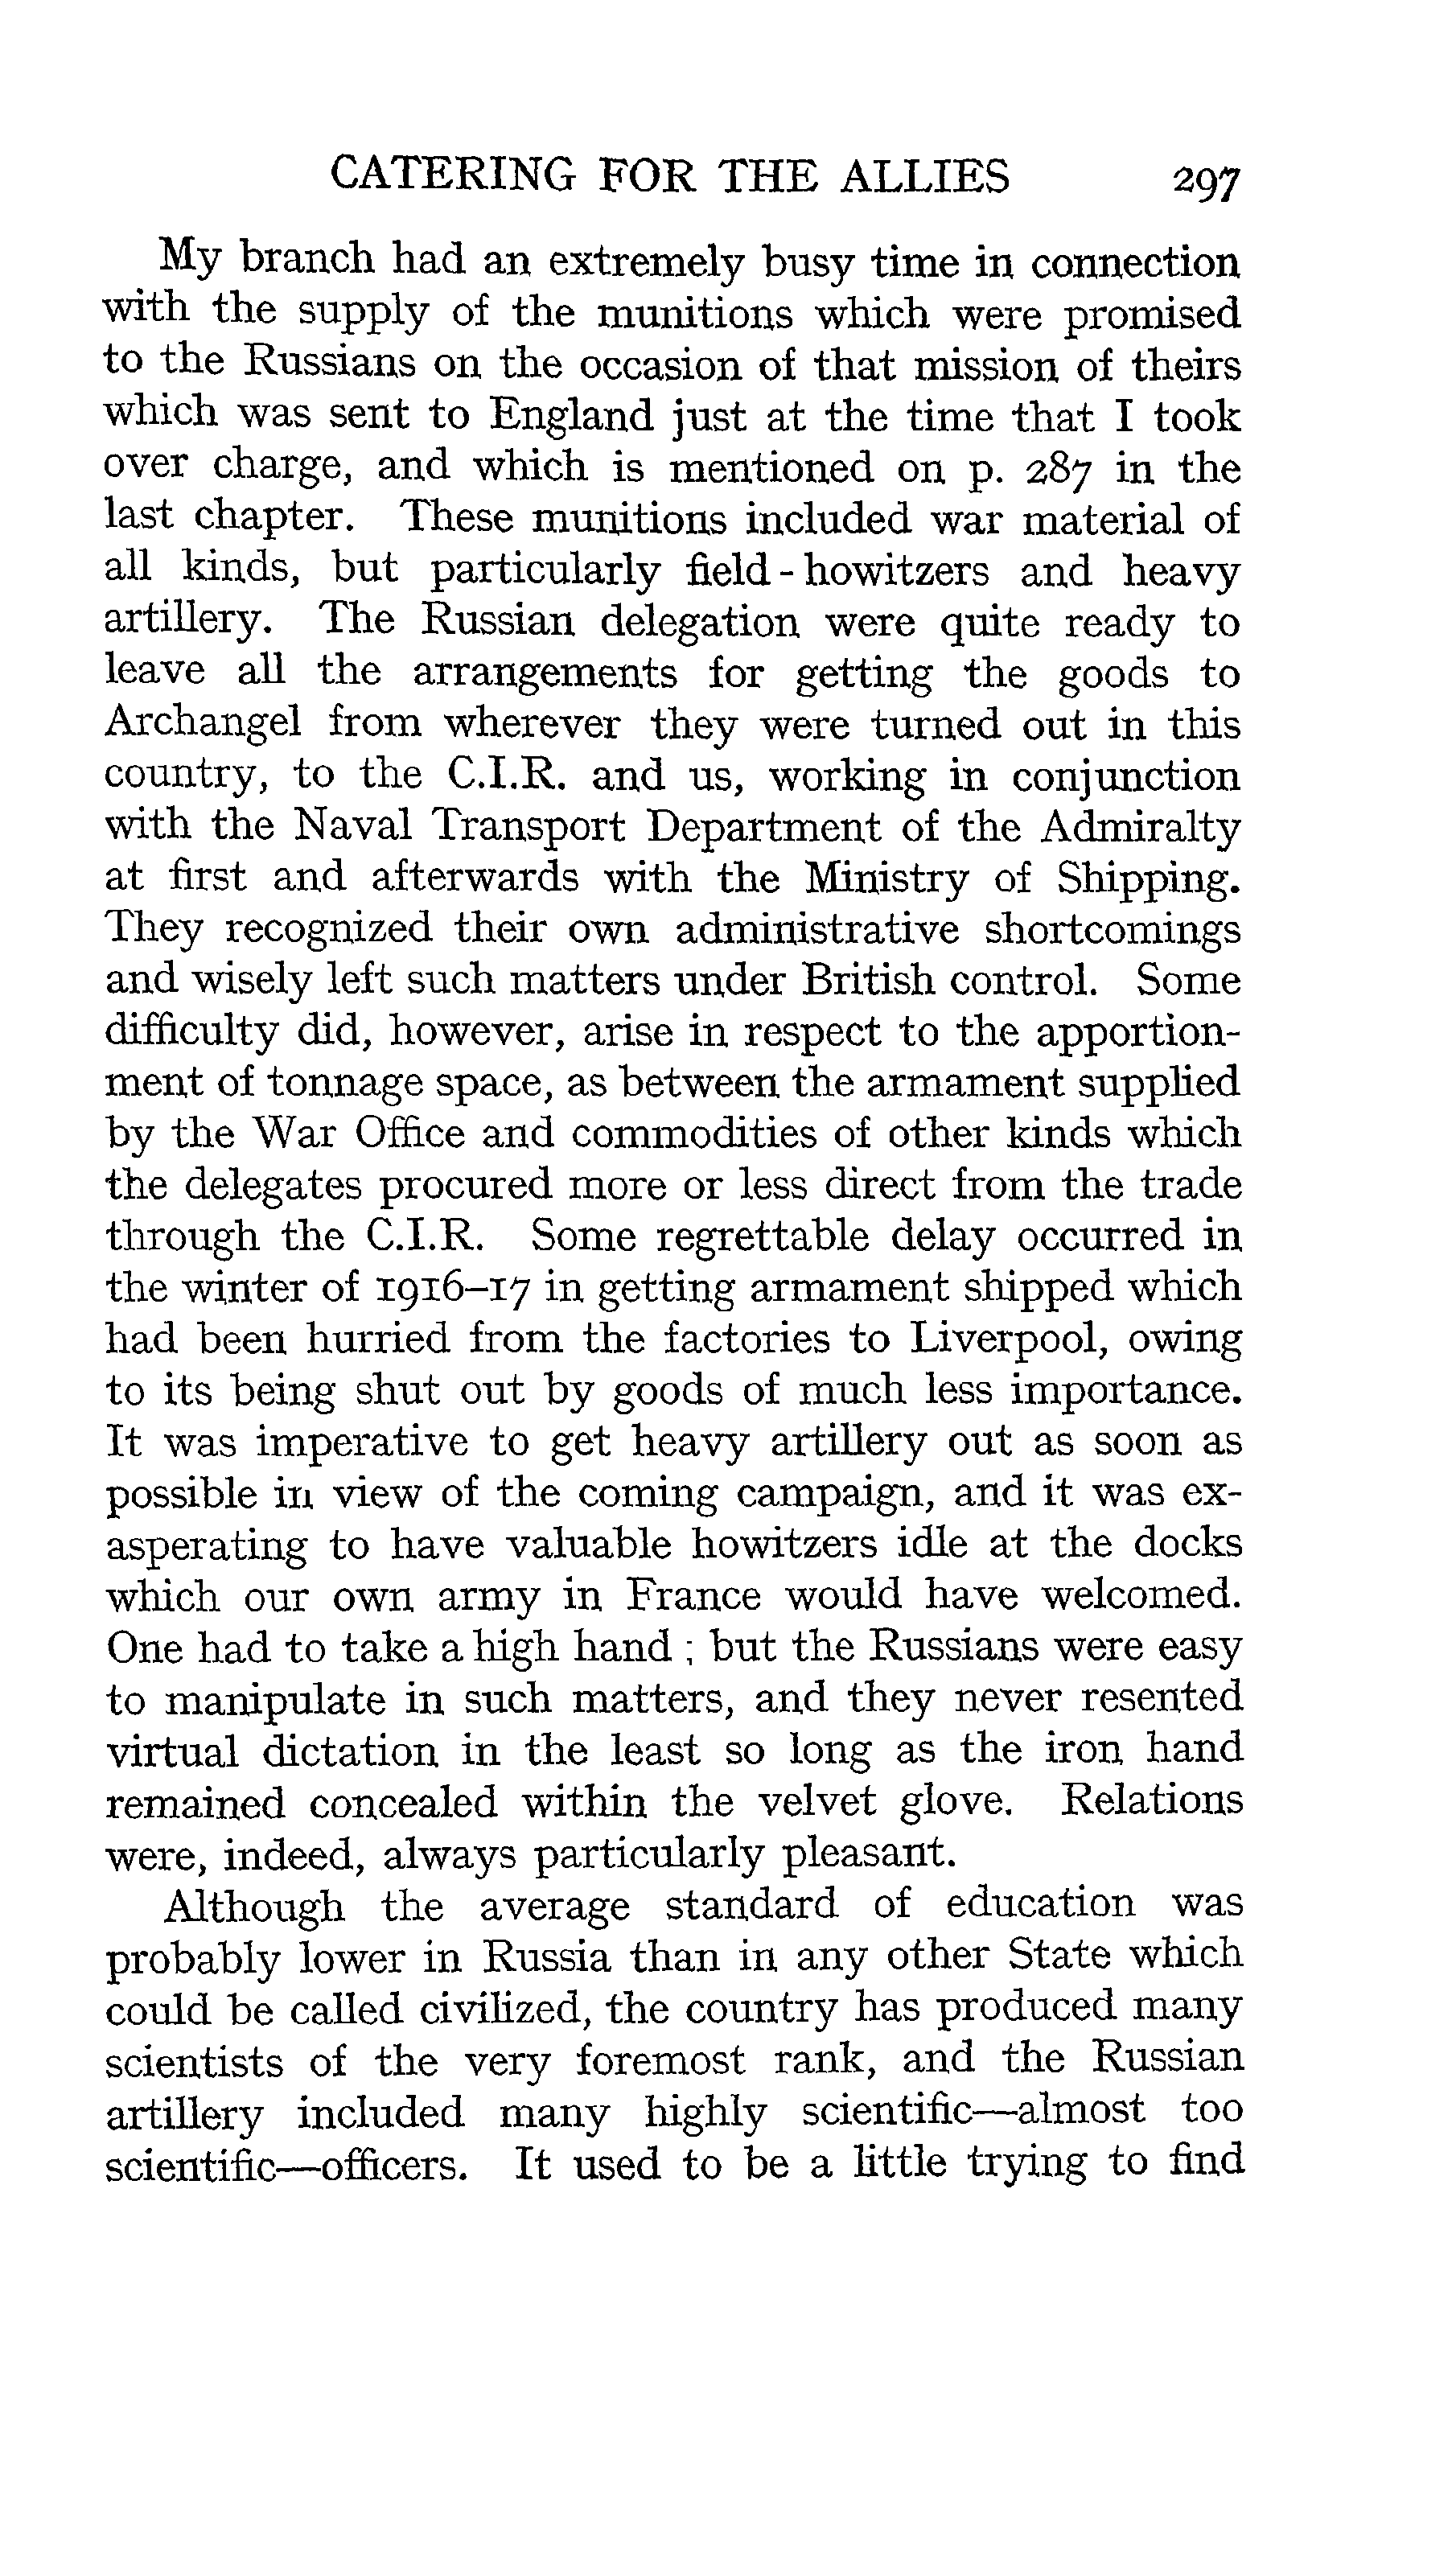 CATERING FOR THE ALLIES 297
My branch had an extremely busy time in connection
with the supply of the munitions which were promised
to the Russians on the occasion of that mission of theirs
which was sent to England just at the time that I took
over charge, and which is mentioned on p. 287 in the
last chapter. These munitions included war material of
all kinds, but particularly field-howitzers and heavy
artillery. The Russian delegation were quite ready to
leave all the arrangements for getting the goods to
Archangel from wherever they were turned out in this
country, to the C.I.R. and us, working in conjunction
with the Naval Transport Department of the Admiralty
at first and afterwards with the Ministry of Shipping.
They recognized their own administrative shortcomings
and wisely left such matters under British control. Some
difficulty did, however, arise in respect to the apportion-
ment of tonnage space, as between the armament supplied
by the War Office and commodities of other kinds which
the delegates procured more or less direct from the trade
through the C.I.R. Some regrettable delay occurred in
the winter of 1916–17 in getting armament shipped which
had been hurried from the factories to Liverpool, owing
to its being shut out by goods of much less importance.
It was imperative to get heavy artillery out as soon as
possible in view of the coming campaign, and it was ex-
asperating to have valuable howitzers idle at the docks
which our own army in France would have welcomed.
One had to take a high hand ; but the Russians were easy
to manipulate in such matters, and they never resented
virtual dictation in the least so long as the iron hand
remained concealed within the velvet glove. Relations
were, indeed, always particularly pleasant.
Although the average standard of education was
probably lower in Russia than in any other State which
could be called civilized, the country has produced many
scientists of the very foremost rank, and the Russian
artillery included many highly scientific—almost too
scientific—officers. It used to be a little trying to find